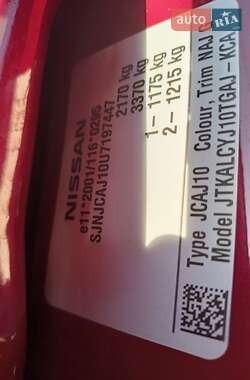 auto.ria
NISSAN
e11*2001/116*0295
SJNJCAJ10U7197447
2170 kg
3370 kg
1 - 1175 kg
2 - 1215 kg
Type JCAJ10 Colour, Trim NAJ
Model JTKALCYJ10TGAJ-KCA